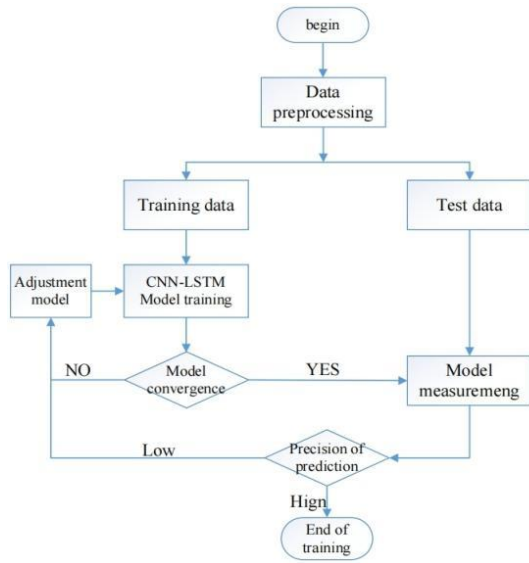 begin
Data
preprocessing
Training data
Test data
Adjustment
model
CNN-LSTM
Model training
NO
Model
convergence
YES
Model
measuremeng
Low
Precision of
prediction
Hign
End of
training